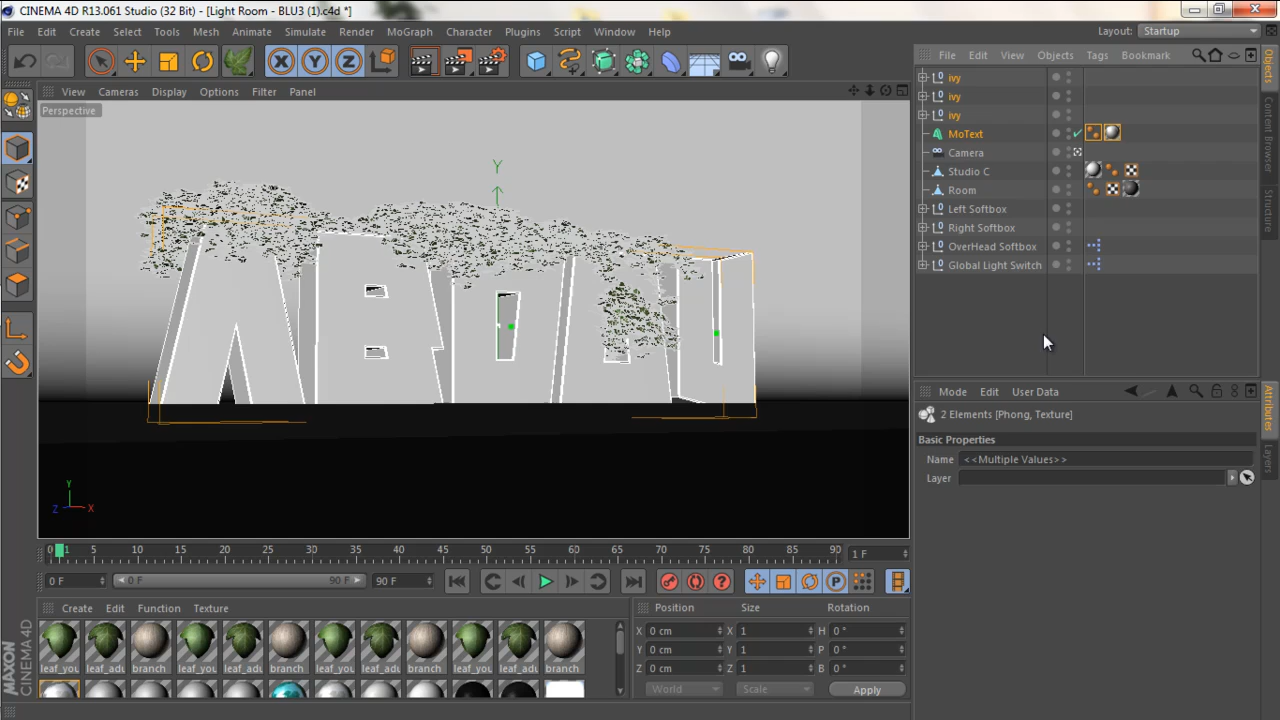 CINEMA 4D R13.061 Studio (32 Bit) - [Light Room - BLU3 (1).c4d *]
File Edit Create Select Tools Mesh Animate Simulate Render MoGraph Character Plugins Script Window Help Layout: Startup
File Edit View Objects Tags Bookmark
View Cameras Display Options Filter Panel
Perspective
ivy
ivy
ivy
MoText
Camera
Studio C
Room
Left Softbox
Right Softbox
OverHead Softbox
Global Light Switch
Objects
Content Browser
Structure
Y
Y
Z X
Mode Edit User Data
2 Elements [Phong, Texture]
Basic Properties
Name <<Multiple Values>>
Layer
Attributes
Layers
0 1 5 10 15 20 25 30 35 40 45 50 55 60 65 70 75 80 85 90 1 F
0 F 0 F 90 F 90 F
Create Edit Function Texture
leaf_you leaf_adu branch leaf_you leaf_adu branch leaf_you leaf_adu branch leaf_you leaf_adu branch
Position Size Rotation
X 0 cm X 1 H 0 °
Y 0 cm Y 1 P 0 °
Z 0 cm Z 1 B 0 °
World Scale Apply
MAXON
CINEMA 4D